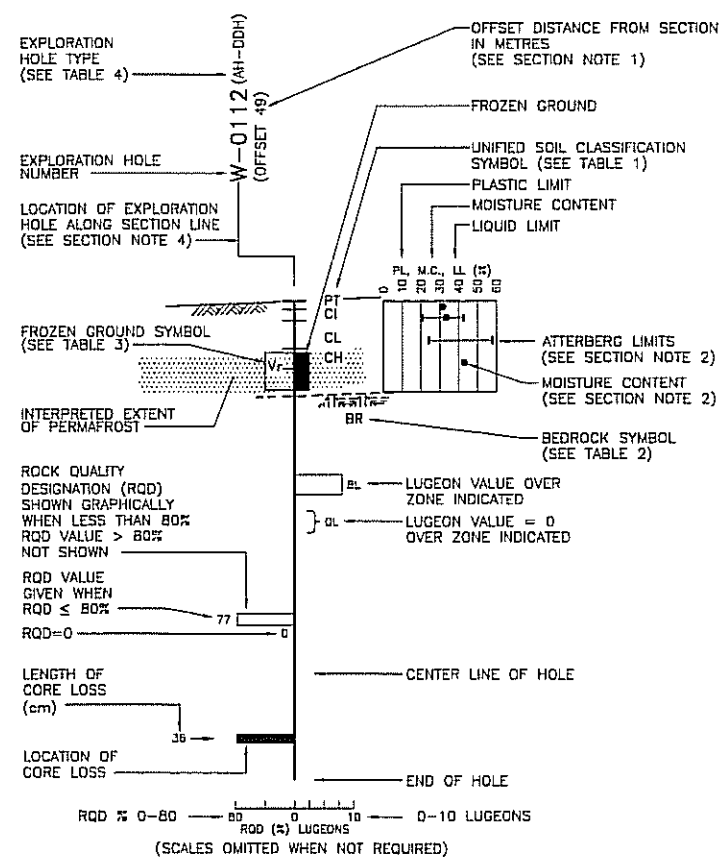 EXPLORATION
HOLE TYPE
(SEE TABLE 4)
W-0112 (AH-DDH)
(OFFSET 49)
OFFSET DISTANCE FROM SECTION
IN METRES
(SEE SECTION NOTE 1)
FROZEN GROUND
EXPLORATION HOLE
NUMBER
UNIFIED SOIL CLASSIFICATION
SYMBOL (SEE TABLE 1)
PLASTIC LIMIT
MOISTURE CONTENT
LIQUID LIMIT
LOCATION OF EXPLORATION
HOLE ALONG SECTION LINE
(SEE SECTION NOTE 4)
PL, M.C., LL (%)
0 10 20 30 40 50 60
PT
CI
CL
CH
FROZEN GROUND SYMBOL
(SEE TABLE 3)
Vr
ATTERBERG LIMITS
(SEE SECTION NOTE 2)
MOISTURE CONTENT
(SEE SECTION NOTE 2)
INTERPRETED EXTENT
OF PERMAFROST
BR
BEDROCK SYMBOL
(SEE TABLE 2)
ROCK QUALITY
DESIGNATION (RQD)
SHOWN GRAPHICALLY
WHEN LESS THAN 80%
RQD VALUE > 80%
NOT SHOWN
8L
LUGEON VALUE OVER
ZONE INDICATED
0L
LUGEON VALUE = 0
OVER ZONE INDICATED
RQD VALUE
GIVEN WHEN
RQD ≤ 80%
77
RQD=0
0
LENGTH OF
CORE LOSS
(cm)
CENTER LINE OF HOLE
36
LOCATION OF
CORE LOSS
END OF HOLE
RQD % 0-80
80 0 10
RQD (%) LUGEONS
0-10 LUGEONS
(SCALES OMITTED WHEN NOT REQUIRED)